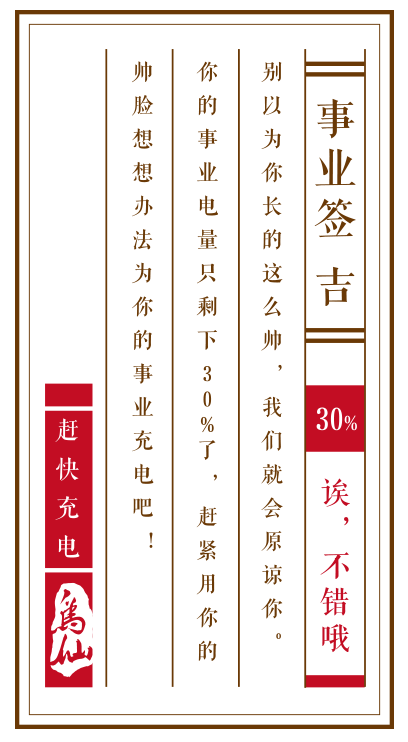 事业签 吉
30%
诶，不错哦
别以为你长的这么帅，我们就会原谅你。
你的事业电量只剩下30%了，赶紧用你的
帅脸想想办法为你的事业充电吧！
赶快充电